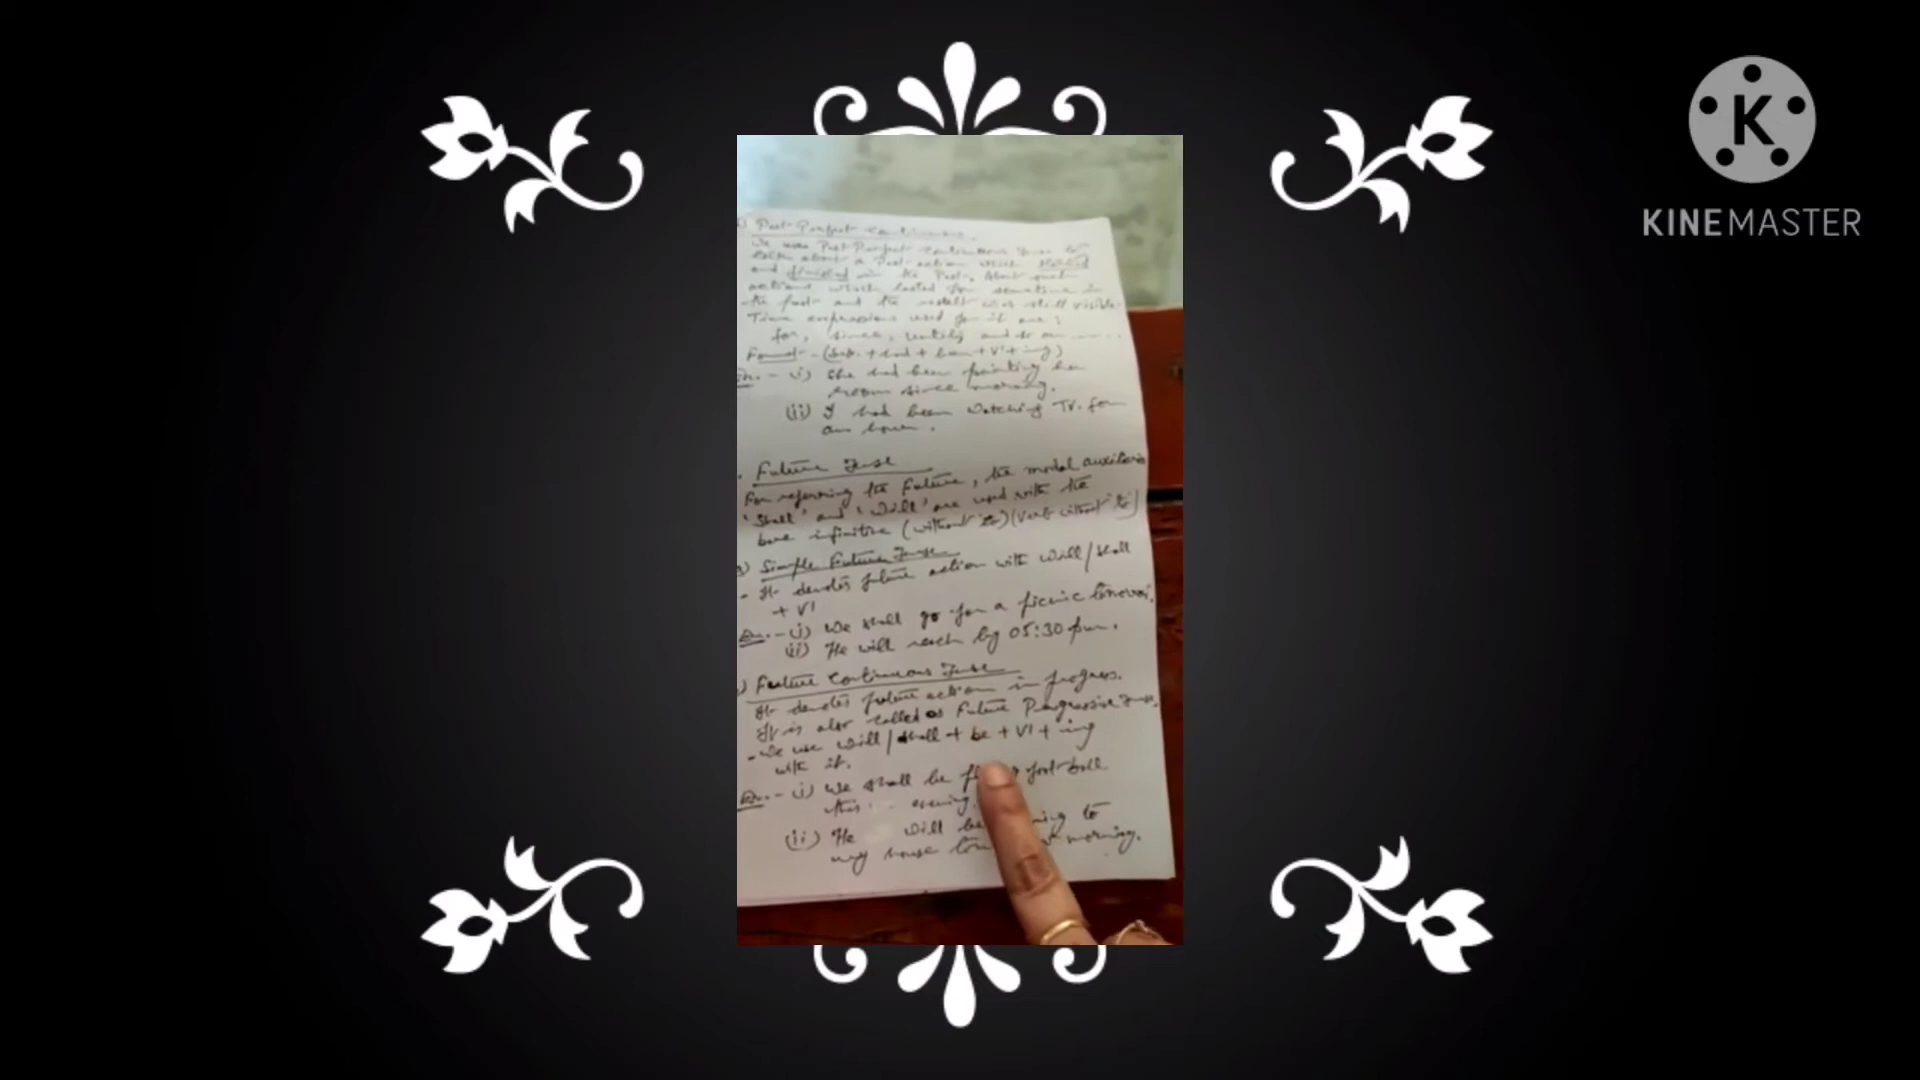 Past Perfect Continuous.
We use Past Perfect Continuous Tense to
talk about a Past action which started
and finished in the Past. About such
actions which lasted for sometime in
the past and the result was still visible
Time expressions used for it are;
for, since, until, and so on
Format - (Sub. + had + been + V1 + ing)
Ex. - i) She had been painting her
room since morning.
(ii) I had been watching TV. for
an hour.
Future Tense
For referring the Future, the modal auxiliaries
'Shall' and 'Will' are used with the
bare infinitive (without to) (Verb without to)
a) Simple Future Tense
- It denotes future action with will/shall
+ V1
Ex. - (i) We shall go for a picnic tomorrow.
(ii) He will reach by 05:30 pm.
Future Continuous Tense
It denotes future action in progress.
It is also called as Future Progressive Tense.
- We use will/shall + be + V1 + ing
with it.
Ex. - (i) We shall be football
this evening.
(ii) He will be to
my house morning.
K
KINEMASTER